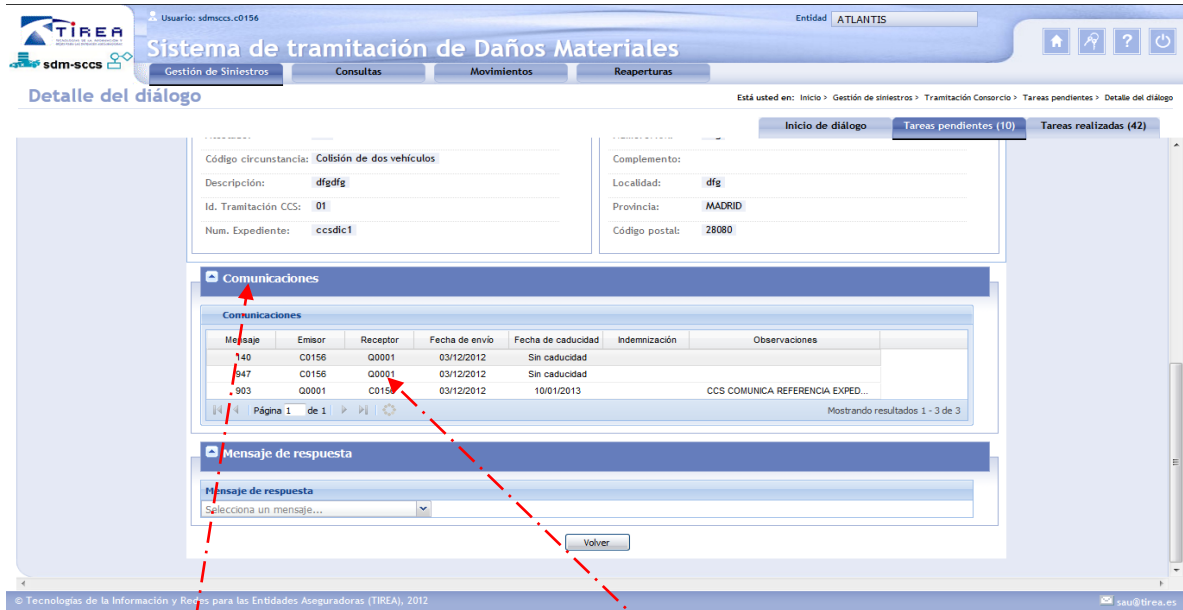 Usuario: sdmsccs.c0156
Entidad ATLANTIS
TIREA
sdm-sccs
Sistema de tramitación de Daños Materiales
Gestión de Siniestros Consultas Movimientos Reaperturas
Detalle del diálogo
Está usted en: Inicio > Gestión de siniestros > Tramitación Consorcio > Tareas pendientes > Detalle del diálogo
Inicio de diálogo Tareas pendientes (10) Tareas realizadas (42)
Código circunstancia: Colisión de dos vehículos Complemento:
Descripción: dfgdfg Localidad: dfg
Id. Tramitación CCS: 01 Provincia: MADRID
Num. Expediente: ccsdic1 Código postal: 28080
Comunicaciones
Comunicaciones
Mensaje Emisor Receptor Fecha de envío Fecha de caducidad Indemnización Observaciones
140 C0156 Q0001 03/12/2012 Sin caducidad
947 C0156 Q0001 03/12/2012 Sin caducidad
903 Q0001 C0156 03/12/2012 10/01/2013 CCS COMUNICA REFERENCIA EXPED...
Página 1 de 1 Mostrando resultados 1 - 3 de 3
Mensaje de respuesta
Mensaje de respuesta
Selecciona un mensaje...
Volver
© Tecnologías de la Información y Redes para las Entidades Aseguradoras (TIREA), 2012 sau@tirea.es